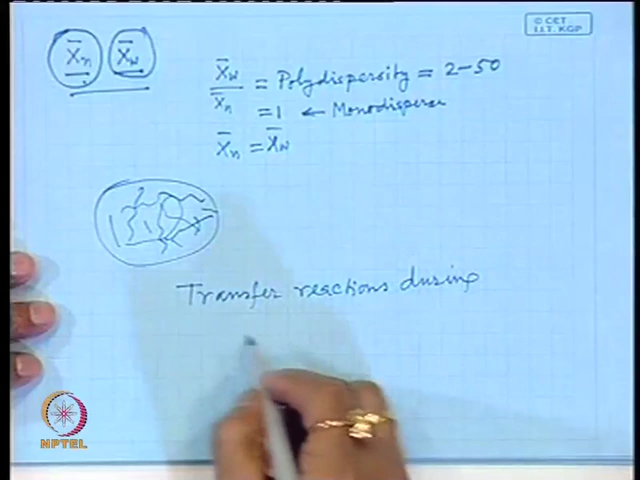 © CET
I.I.T. KGP
X̄n X̄w
X̄w / X̄n = Polydispersity = 2-50
= 1 ← Monodisperse
X̄n = X̄w
Transfer reactions during
NPTEL